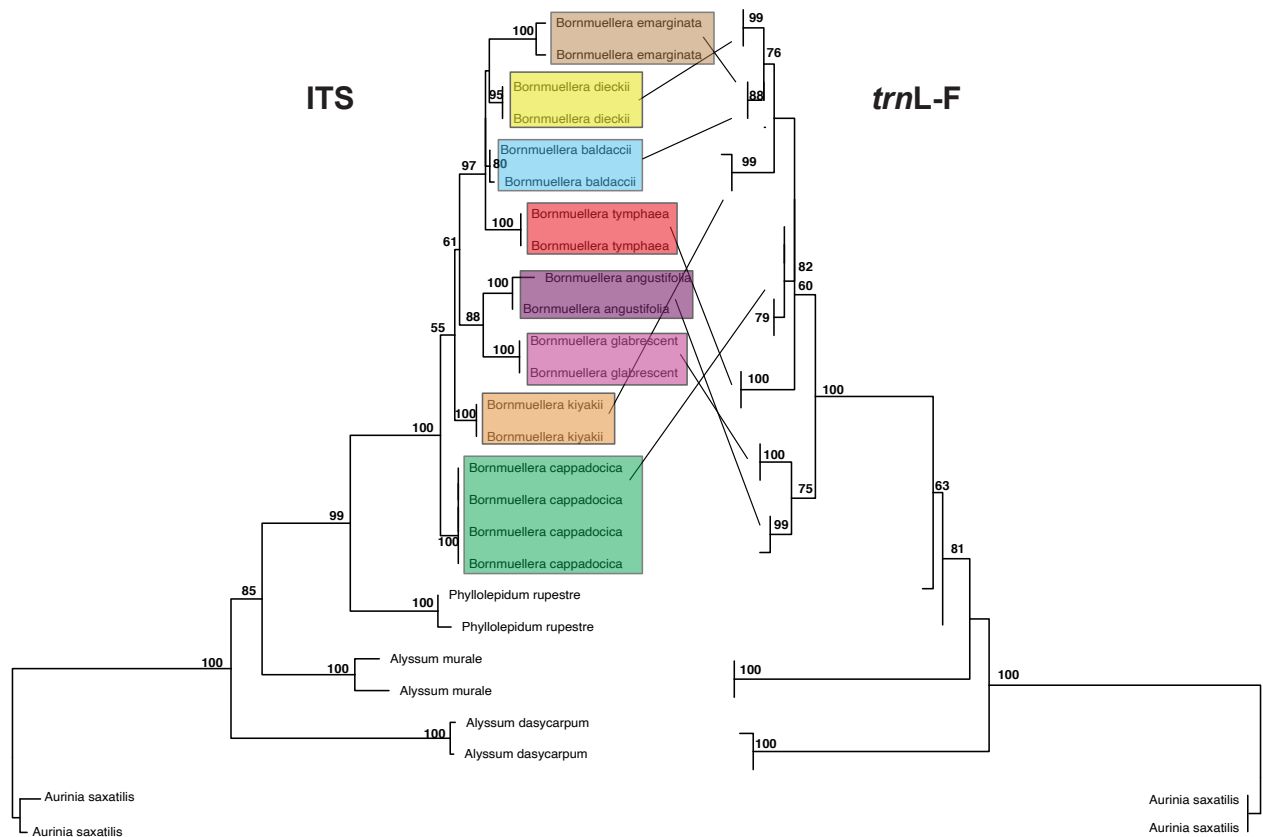 ITS
trnL-F
100
Bornmuellera emarginata
Bornmuellera emarginata
95
Bornmuellera dieckii
Bornmuellera dieckii
97
80
Bornmuellera baldaccii
Bornmuellera baldaccii
100
Bornmuellera tymphaea
Bornmuellera tymphaea
61
100
Bornmuellera angustifolia
Bornmuellera angustifolia
88
55
100
Bornmuellera glabrescent
Bornmuellera glabrescent
100
Bornmuellera kiyakii
Bornmuellera kiyakii
100
Bornmuellera cappadocica
Bornmuellera cappadocica
Bornmuellera cappadocica
100
Bornmuellera cappadocica
99
85
100
Phyllolepidum rupestre
Phyllolepidum rupestre
100
100
Alyssum murale
Alyssum murale
100
Alyssum dasycarpum
Alyssum dasycarpum
Aurinia saxatilis
Aurinia saxatilis
99
76
88
99
82
60
79
100
100
100
75
99
63
81
100
100
100
Aurinia saxatilis
Aurinia saxatilis